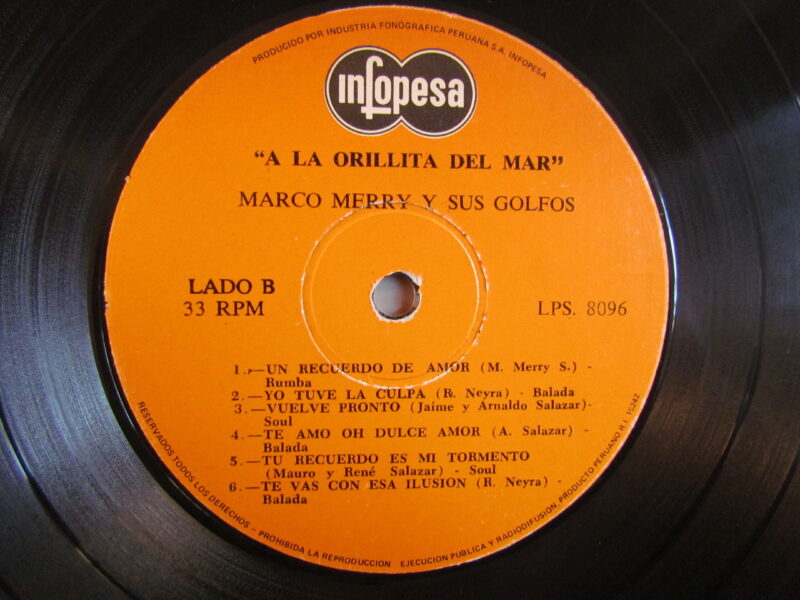 PRODUCIDO POR INDUSTRIA FONOGRAFICA PERUANA S.A. INFOPESA
infopesa
"A LA ORILLITA DEL MAR"
MARCO MERRY Y SUS GOLFOS
LADO B
33 RPM
LPS. 8096
1.—UN RECUERDO DE AMOR (M. Merry S.) -
Rumba
2.—YO TUVE LA CULPA (R. Neyra) - Balada
3.—VUELVE PRONTO (Jaime y Arnaldo Salazar)-
Soul
4.—TE AMO OH DULCE AMOR (A. Salazar) -
Balada
5.—TU RECUERDO ES MI TORMENTO
(Mauro y René Salazar) - Soul
6.—TE VAS CON ESA ILUSION (R. Neyra) -
Balada
RESERVADOS TODOS LOS DERECHOS - PROHIBIDA LA REPRODUCCION EJECUCION PUBLICA Y RADIODIFUSION, PRODUCTO PERUANO R.I. 10242